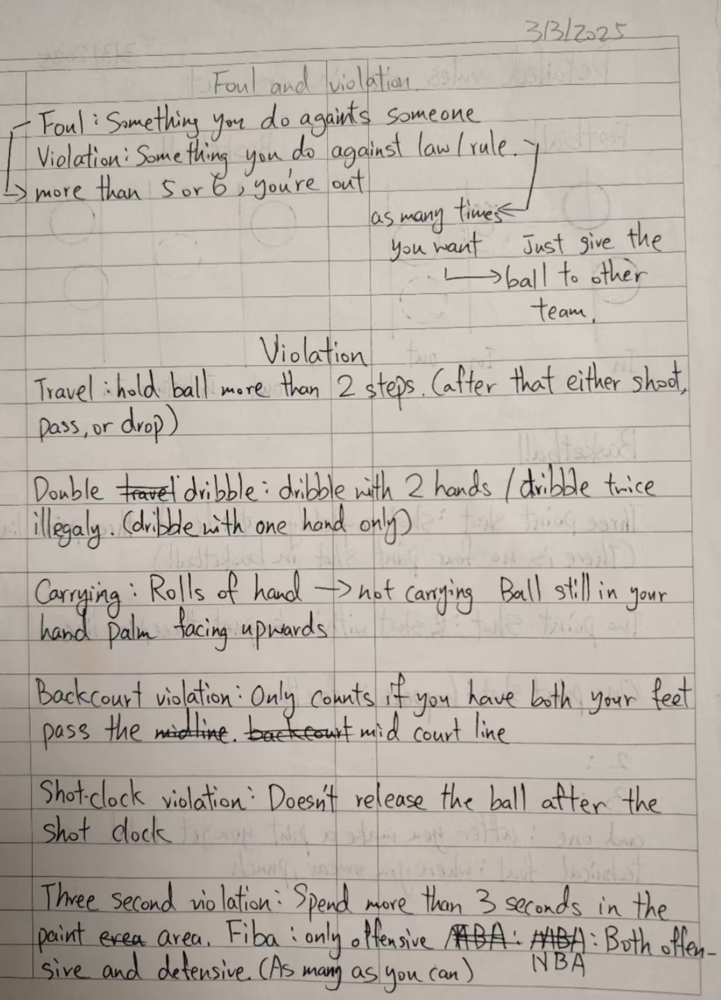 3/3/2025
Foul and violation.
Foul : Something you do againts someone
Violation : Something you do against law / rule.
→ more than 5 or 6, you're out
as many times ←
you want Just give the
→ ball to other
team.
Violation
Travel : hold ball more than 2 steps. (after that either shoot,
pass, or drop)
Double travel dribble : dribble with 2 hands / dribble twice
illegaly. (dribble with one hand only)
Carrying : Rolls of hand → not carrying Ball still in your
hand palm facing upwards
Backcourt violation : Only counts if you have both your feet
pass the midline. backcourt mid court line
Shot-clock violation : Doesn't release the ball after the
shot clock
Three second violation : Spend more than 3 seconds in the
paint erea area. Fiba : only offensive / NBA : NBA : Both offen-
sive and defensive. (As many as you can) NBA